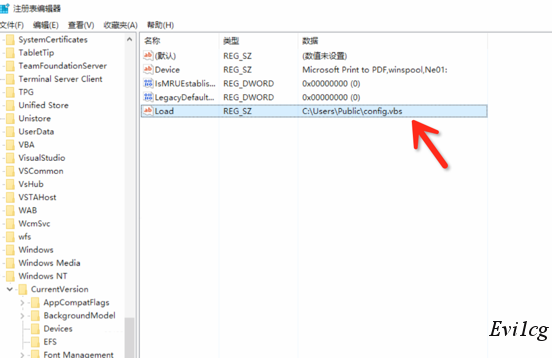 注册表编辑器
文件(F) 编辑(E) 查看(V) 收藏夹(A) 帮助(H)
SystemCertificates
TabletTip
TeamFoundationServer
Terminal Server Client
TPG
Unified Store
Unistore
UserData
VBA
VisualStudio
VSCommon
VsHub
VSTAHost
WAB
WcmSvc
wfs
Windows
Windows Media
Windows NT
CurrentVersion
AppCompatFlags
BackgroundModel
Devices
EFS
Font Management
名称 类型 数据
(默认) REG_SZ (数值未设置)
Device REG_SZ Microsoft Print to PDF,winspool,Ne01:
IsMRUEstablis... REG_DWORD 0x00000000 (0)
LegacyDefault... REG_DWORD 0x00000000 (0)
Load REG_SZ C:\Users\Public\config.vbs
Evi1cg